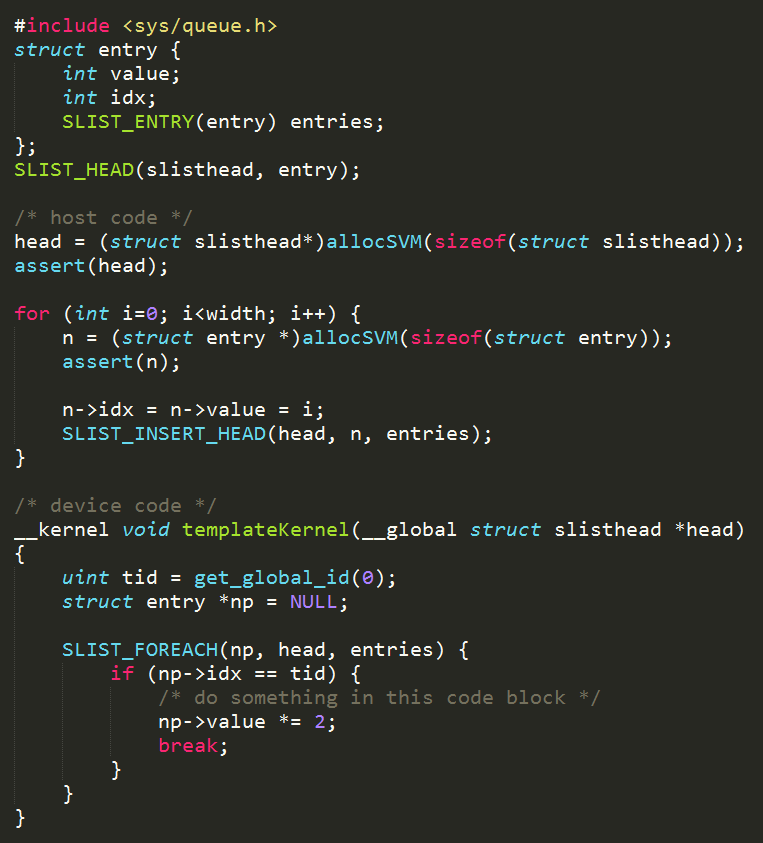 #include <sys/queue.h>
struct entry {
    int value;
    int idx;
    SLIST_ENTRY(entry) entries;
};
SLIST_HEAD(slisthead, entry);

/* host code */
head = (struct slisthead*)allocSVM(sizeof(struct slisthead));
assert(head);

for (int i=0; i<width; i++) {
    n = (struct entry *)allocSVM(sizeof(struct entry));
    assert(n);

    n->idx = n->value = i;
    SLIST_INSERT_HEAD(head, n, entries);
}

/* device code */
__kernel void templateKernel(__global struct slisthead *head)
{
    uint tid = get_global_id(0);
    struct entry *np = NULL;

    SLIST_FOREACH(np, head, entries) {
        if (np->idx == tid) {
            /* do something in this code block */
            np->value *= 2;
            break;
        }
    }
}